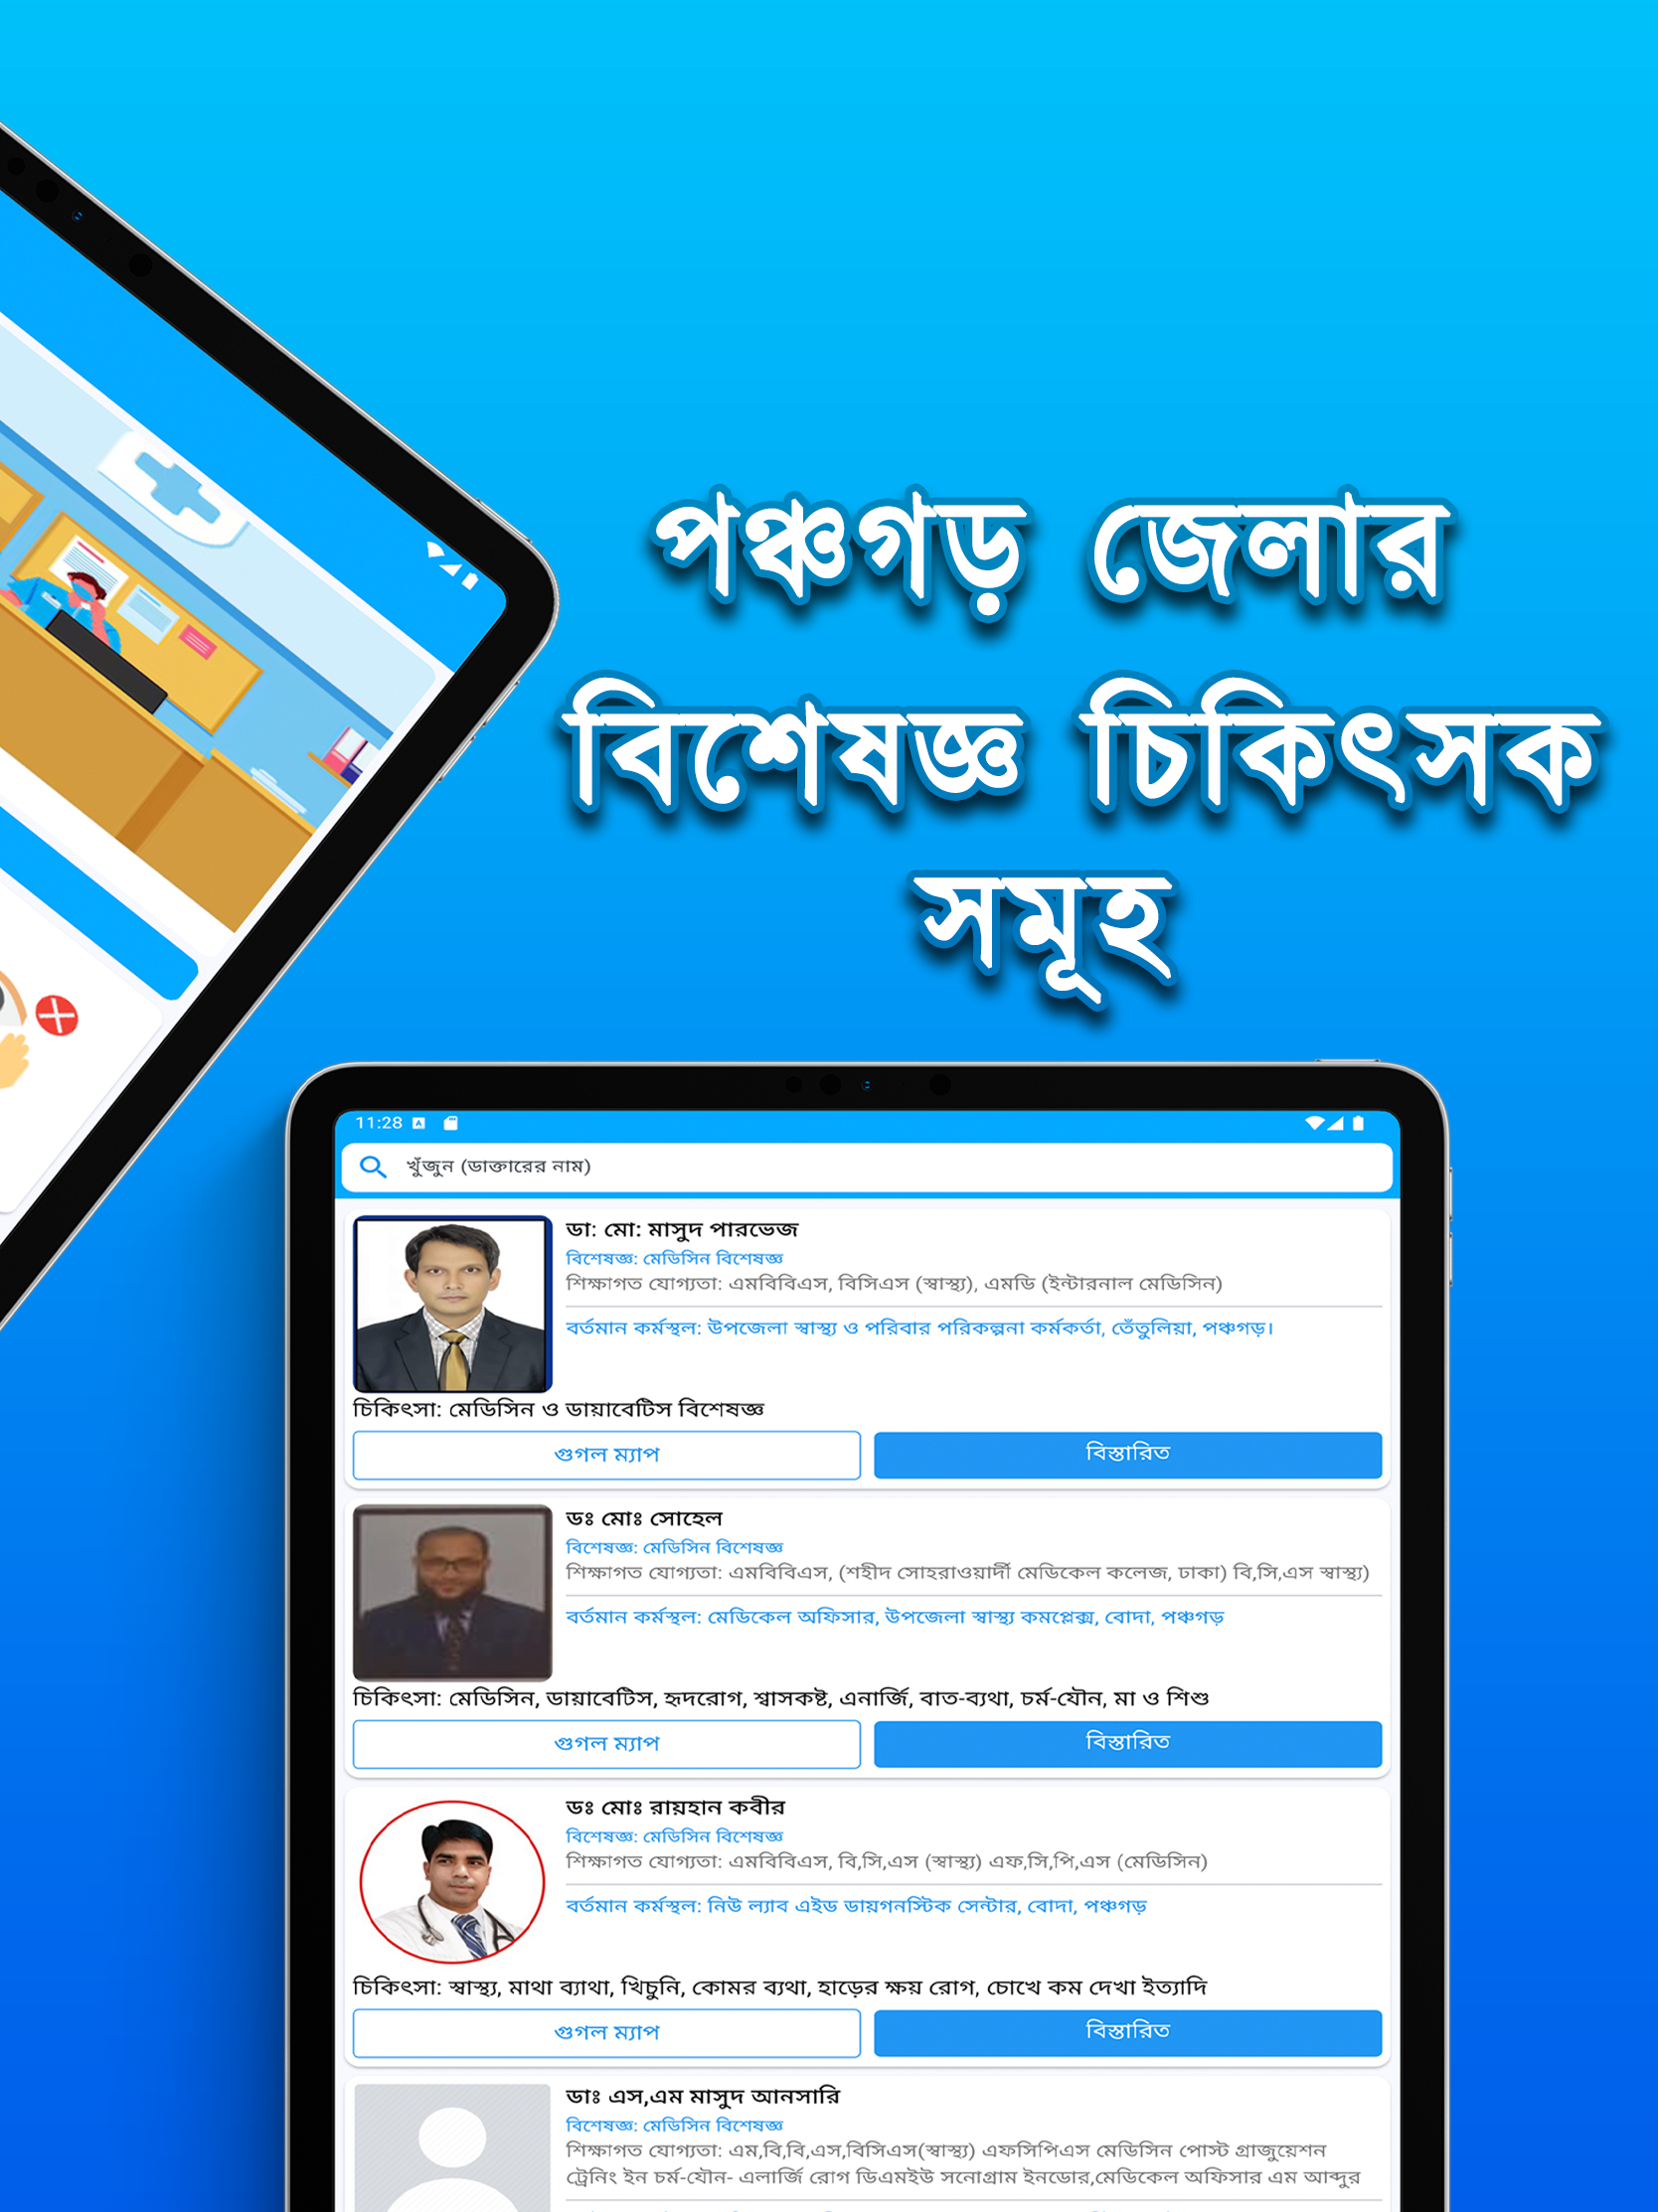 পঞ্চগড় জেলার
বিশেষজ্ঞ চিকিৎসক
সমূহ
11:28
খুঁজুন (ডাক্তারের নাম)
ডা: মো: মাসুদ পারভেজ
বিশেষজ্ঞ: মেডিসিন বিশেষজ্ঞ
শিক্ষাগত যোগ্যতা: এমবিবিএস, বিসিএস (স্বাস্থ্য), এমডি (ইন্টারনাল মেডিসিন)
বর্তমান কর্মস্থল: উপজেলা স্বাস্থ্য ও পরিবার পরিকল্পনা কর্মকর্তা, তেঁতুলিয়া, পঞ্চগড়।
চিকিৎসা: মেডিসিন ও ডায়াবেটিস বিশেষজ্ঞ
গুগল ম্যাপ বিস্তারিত
ডঃ মোঃ সোহেল
বিশেষজ্ঞ: মেডিসিন বিশেষজ্ঞ
শিক্ষাগত যোগ্যতা: এমবিবিএস, (শহীদ সোহরাওয়ার্দী মেডিকেল কলেজ, ঢাকা) বি,সি,এস স্বাস্থ্য)
বর্তমান কর্মস্থল: মেডিকেল অফিসার, উপজেলা স্বাস্থ্য কমপ্লেক্স, বোদা, পঞ্চগড়
চিকিৎসা: মেডিসিন, ডায়াবেটিস, হৃদরোগ, শ্বাসকষ্ট, এনার্জি, বাত-ব্যথা, চর্ম-যৌন, মা ও শিশু
গুগল ম্যাপ বিস্তারিত
ডঃ মোঃ রায়হান কবীর
বিশেষজ্ঞ: মেডিসিন বিশেষজ্ঞ
শিক্ষাগত যোগ্যতা: এমবিবিএস, বি,সি,এস (স্বাস্থ্য) এফ,সি,পি,এস (মেডিসিন)
বর্তমান কর্মস্থল: নিউ ল্যাব এইড ডায়গনস্টিক সেন্টার, বোদা, পঞ্চগড়
চিকিৎসা: স্বাস্থ্য, মাথা ব্যাথা, খিচুনি, কোমর ব্যথা, হাড়ের ক্ষয় রোগ, চোখে কম দেখা ইত্যাদি
গুগল ম্যাপ বিস্তারিত
ডাঃ এস,এম মাসুদ আনসারি
বিশেষজ্ঞ: মেডিসিন বিশেষজ্ঞ
শিক্ষাগত যোগ্যতা: এম,বি,বি,এস,বিসিএস(স্বাস্থ্য) এফসিপিএস মেডিসিন পোস্ট গ্রাজুয়েশন
ট্রেনিং ইন চর্ম-যৌন- এলার্জি রোগ ডিএমইউ সনোগ্রাম ইনডোর,মেডিকেল অফিসার এম আব্দুর